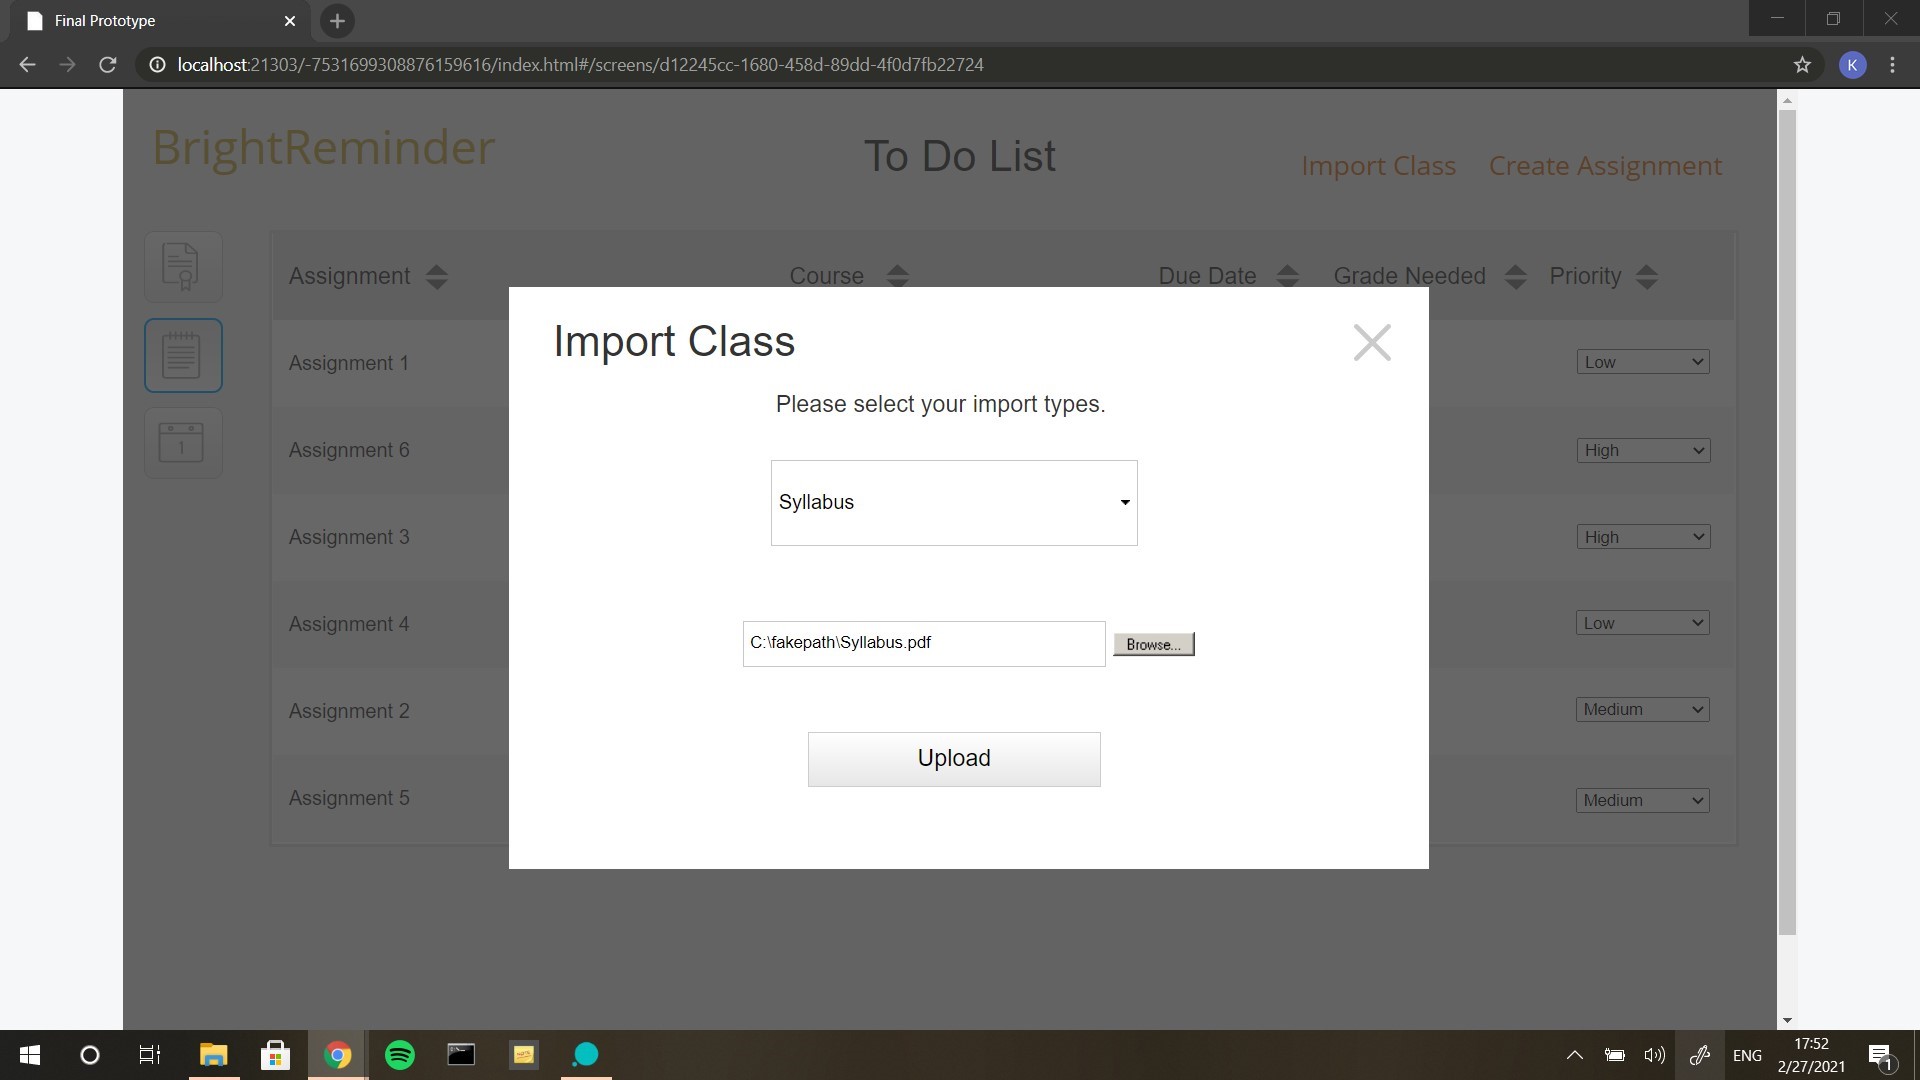 Final Prototype
localhost:21303/-7531699308876159616/index.html#/screens/d12245cc-1680-458d-89dd-4f0d7fb22724
K
BrightReminder
To Do List
Import Class
Create Assignment
Assignment
Course
Due Date
Grade Needed
Priority
1
Assignment 1
Low
Assignment 6
High
Assignment 3
High
Assignment 4
Low
Assignment 2
Medium
Assignment 5
Medium
Import Class
Please select your import types.
Syllabus
C:\fakepath\Syllabus.pdf
Browse...
Upload
ENG
17:52
2/27/2021
1